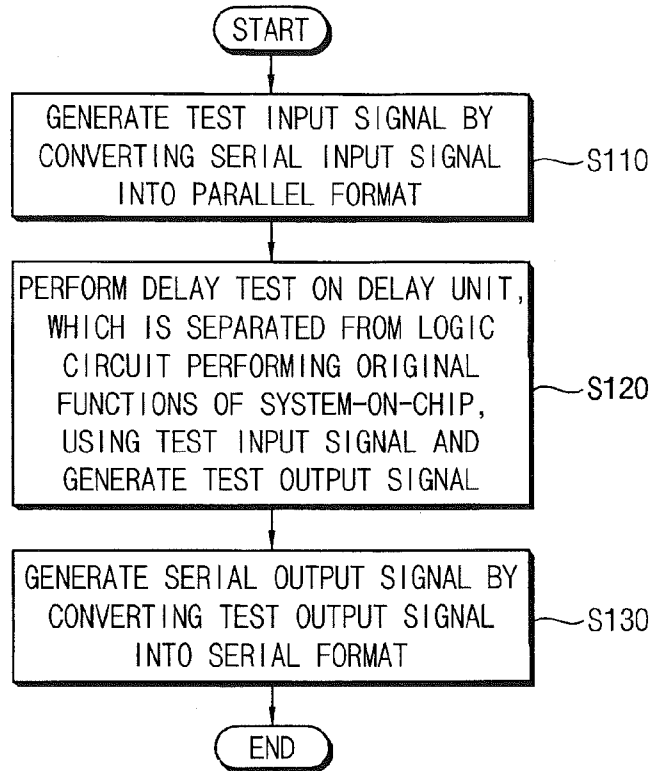 START
GENERATE TEST INPUT SIGNAL BY
CONVERTING SERIAL INPUT SIGNAL
INTO PARALLEL FORMAT
S110
PERFORM DELAY TEST ON DELAY UNIT,
WHICH IS SEPARATED FROM LOGIC
CIRCUIT PERFORMING ORIGINAL
FUNCTIONS OF SYSTEM-ON-CHIP,
USING TEST INPUT SIGNAL AND
GENERATE TEST OUTPUT SIGNAL
S120
GENERATE SERIAL OUTPUT SIGNAL BY
CONVERTING TEST OUTPUT SIGNAL
INTO SERIAL FORMAT
S130
END